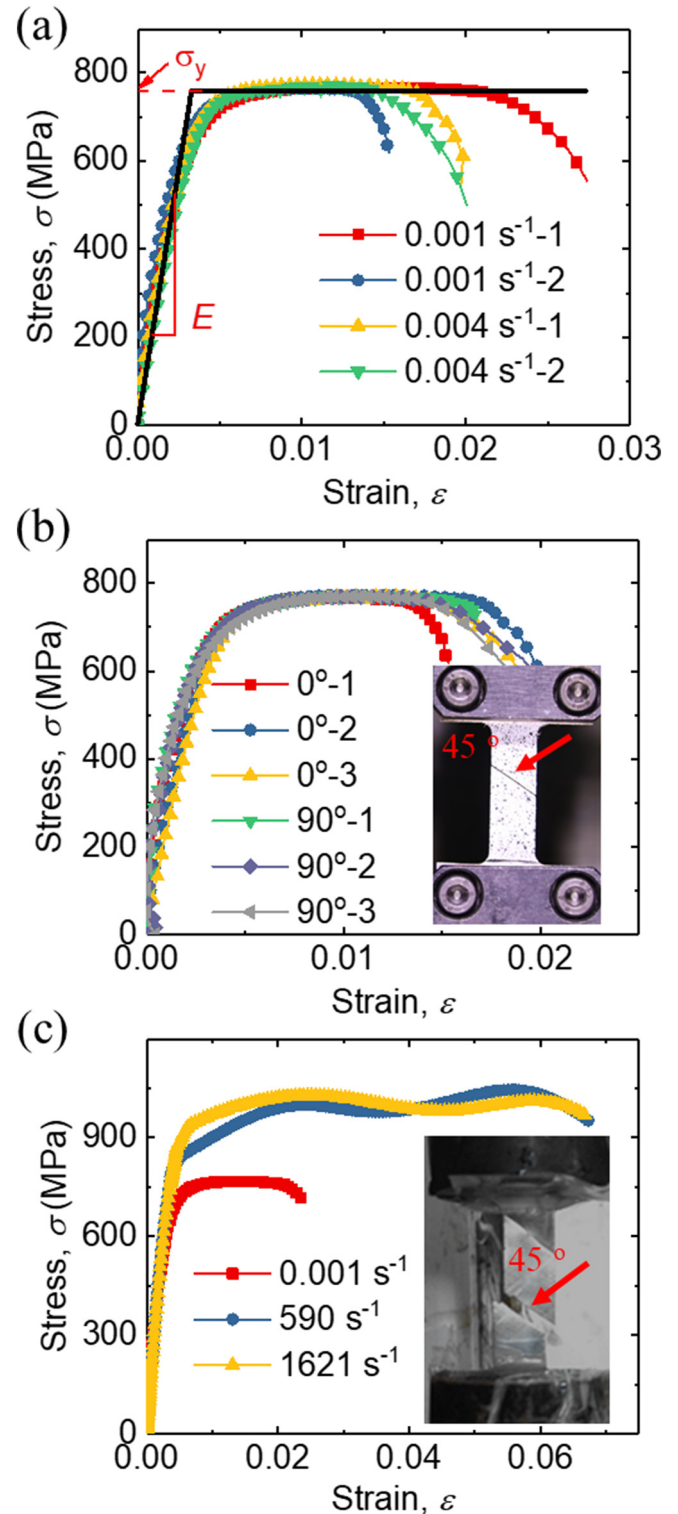 (a)
800
600
400
200
0
Stress, σ (MPa)
σy
E
0.001 s⁻¹-1
0.001 s⁻¹-2
0.004 s⁻¹-1
0.004 s⁻¹-2
0.00 0.01 0.02 0.03
Strain, ε
(b)
800
600
400
200
0
Stress, σ (MPa)
0º-1
0º-2
0º-3
90º-1
90º-2
90º-3
45 º
0.00 0.01 0.02
Strain, ε
(c)
900
600
300
0
Stress, σ (MPa)
0.001 s⁻¹
590 s⁻¹
1621 s⁻¹
45 º
0.00 0.02 0.04 0.06
Strain, ε